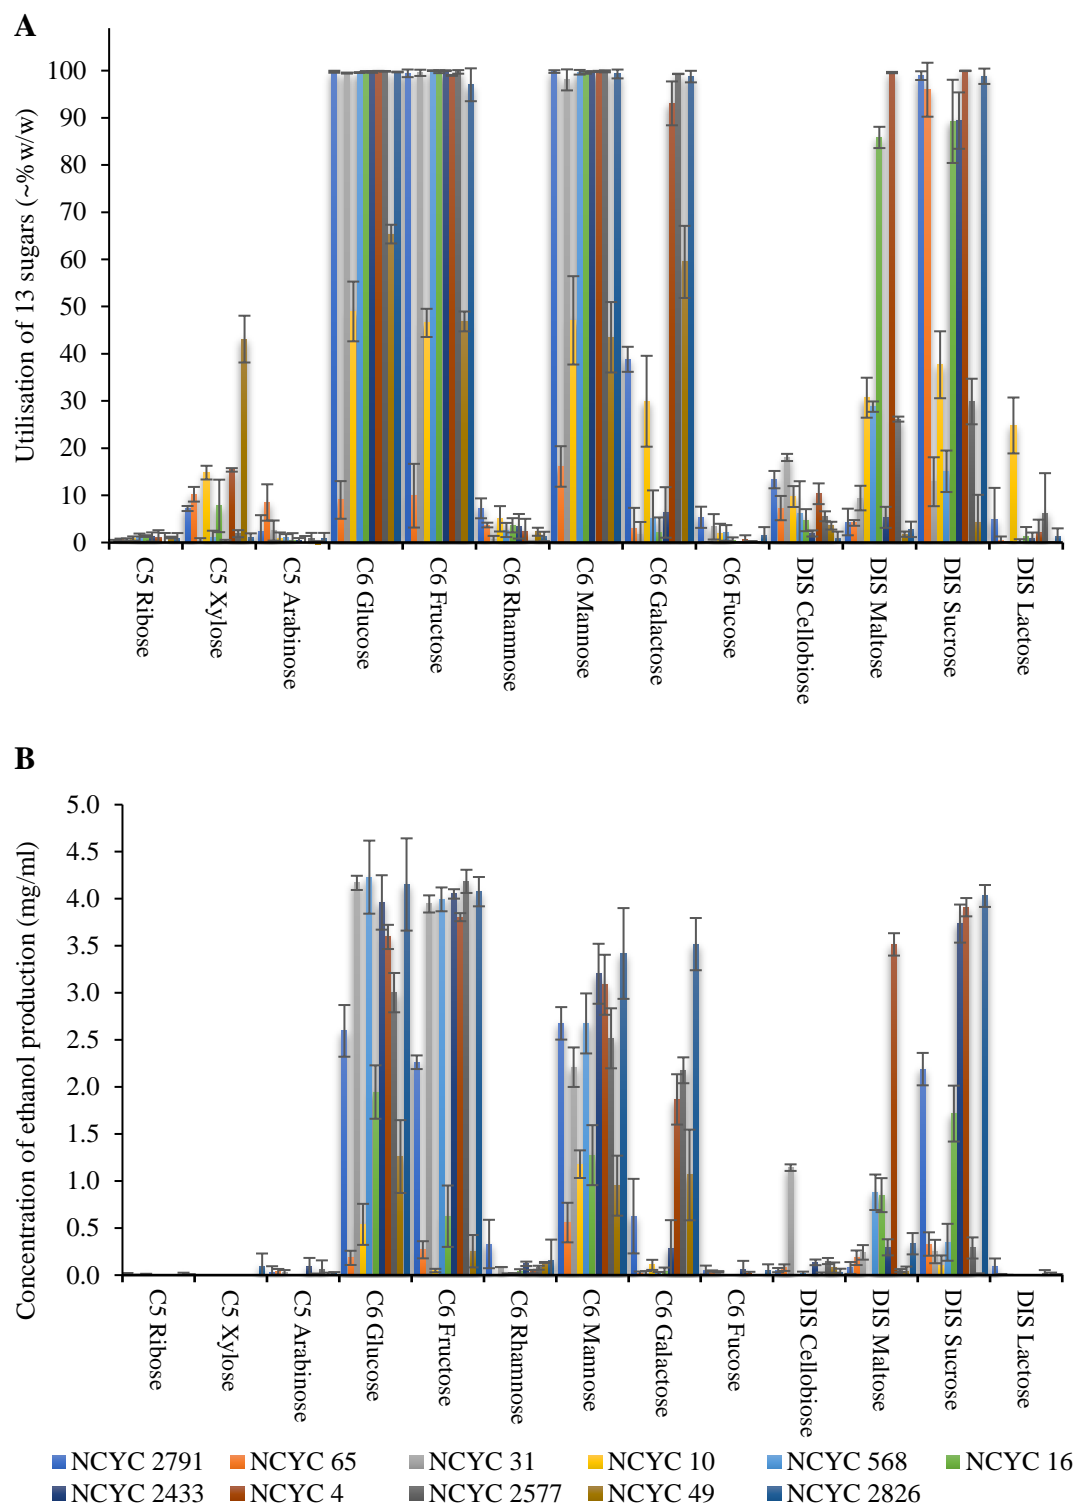 A
Utilisation of 13 sugars (~% w/w)
100
90
80
70
60
50
40
30
20
10
0
C5 Ribose
C5 Xylose
C5 Arabinose
C6 Glucose
C6 Fructose
C6 Rhamnose
C6 Mannose
C6 Galactose
C6 Fucose
DIS Cellobiose
DIS Maltose
DIS Sucrose
DIS Lactose
B
Concentration of ethanol production (mg/ml)
5.0
4.5
4.0
3.5
3.0
2.5
2.0
1.5
1.0
0.5
0.0
C5 Ribose
C5 Xylose
C5 Arabinose
C6 Glucose
C6 Fructose
C6 Rhamnose
C6 Mannose
C6 Galactose
C6 Fucose
DIS Cellobiose
DIS Maltose
DIS Sucrose
DIS Lactose
NCYC 2791 NCYC 65 NCYC 31 NCYC 10 NCYC 568 NCYC 16
NCYC 2433 NCYC 4 NCYC 2577 NCYC 49 NCYC 2826